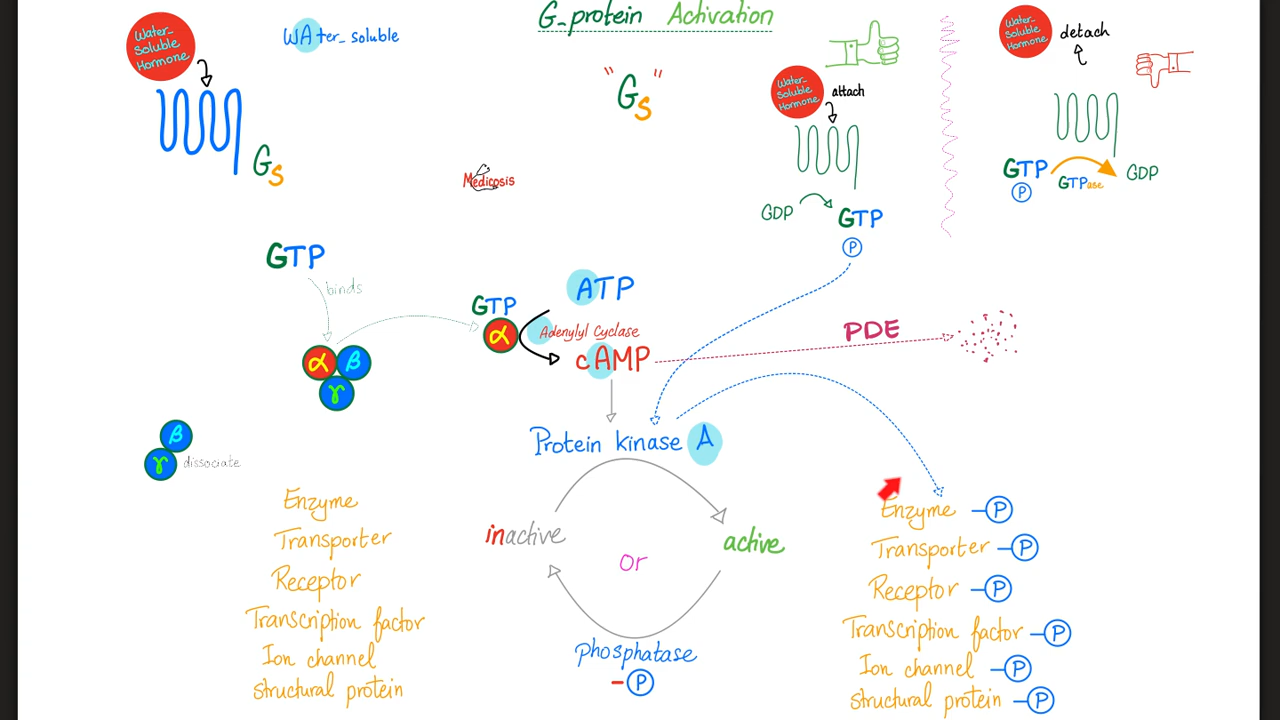 G-protein Activation
Water-
Soluble
Hormone
WAter-soluble
"Gs"
Gs
Medicosis
Water-
Soluble
Hormone
attach
GDP
GTP
P
Water-
Soluble
Hormone
detach
GTP
P
GTPase
GDP
GTP
binds
α β
γ
GTP
α
ATP
Adenylyl Cyclase
cAMP
PDE
Protein kinase A
β
γ dissociate
inactive
or
active
Phosphatase
- P
Enzyme
Transporter
Receptor
Transcription factor
Ion channel
structural protein
Enzyme -P
Transporter -P
Receptor -P
Transcription factor -P
Ion channel -P
structural protein -P